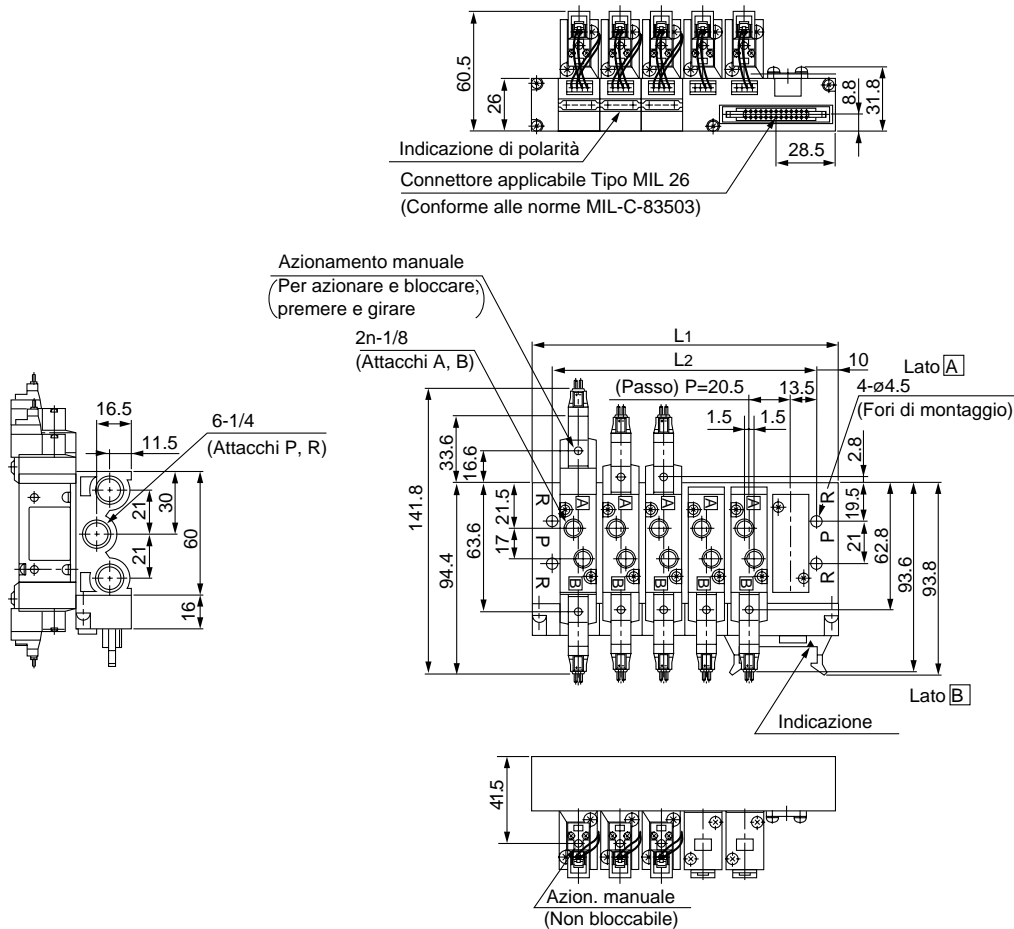 60.5
26
8.8
31.8
28.5
Indicazione di polarità
Connettore applicabile Tipo MIL 26
(Conforme alle norme MIL-C-83503)
Azionamento manuale
(Per azionare e bloccare,
premere e girare
2n-1/8
(Attacchi A, B)
L1
L2
10
Lato A
(Passo) P=20.5
13.5
4-ø4.5
(Fori di montaggio)
1.5
1.5
16.5
11.5
6-1/4
(Attacchi P, R)
21
30
21
60
16
141.8
33.6
16.6
94.4
63.6
21.5
17
R
P
R
A
A
A
A
A
B
B
B
B
B
R
P
R
2.8
19.5
21
62.8
93.6
93.8
Lato B
Indicazione
41.5
Azion. manuale
(Non bloccabile)